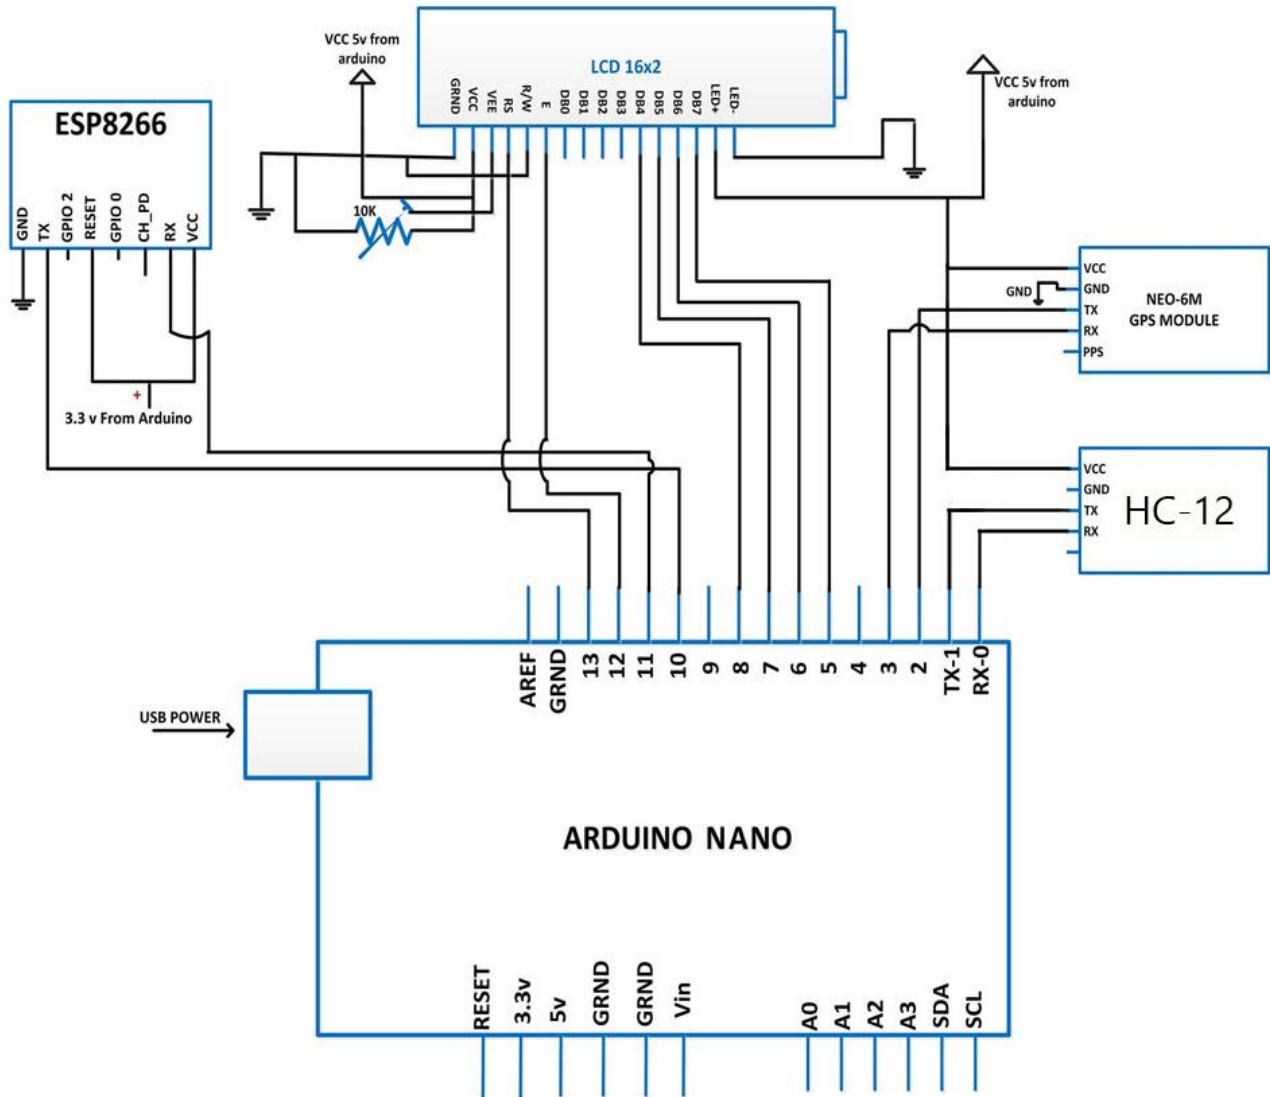 VCC 5v from
arduino
LCD 16x2
GRND
VCC
VEE
RS
R/W
E
DB0
DB1
DB2
DB3
DB4
DB5
DB6
DB7
LED+
LED-
VCC 5v from
arduino
ESP8266
GND
TX
GPIO 2
RESET
GPIO 0
CH_PD
RX
VCC
10K
+
3.3 v From Arduino
VCC
GND
TX
RX
PPS
GND
NEO-6M
GPS MODULE
VCC
GND
TX
RX
HC-12
AREF
GRND
13
12
11
10
9
8
7
6
5
4
3
2
TX-1
RX-0
USB POWER
ARDUINO NANO
RESET
3.3v
5v
GRND
GRND
Vin
A0
A1
A2
A3
SDA
SCL